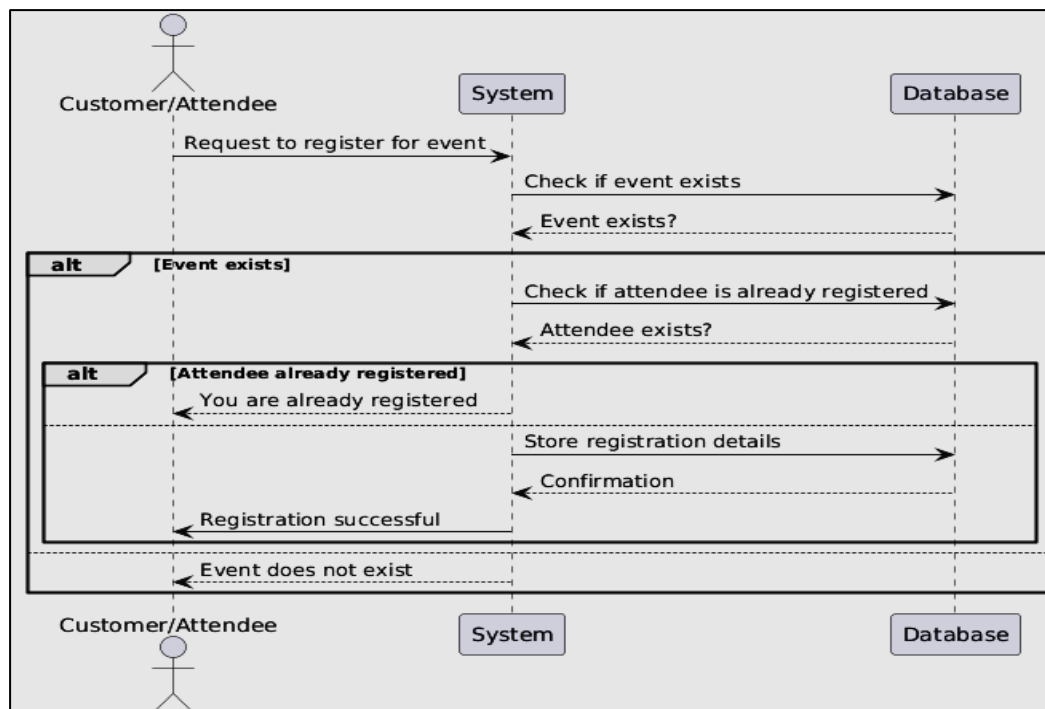 Customer/Attendee
System
Database
Request to register for event
Check if event exists
Event exists?
alt
[Event exists]
Check if attendee is already registered
Attendee exists?
alt
[Attendee already registered]
You are already registered
Store registration details
Confirmation
Registration successful
Event does not exist
Customer/Attendee
System
Database